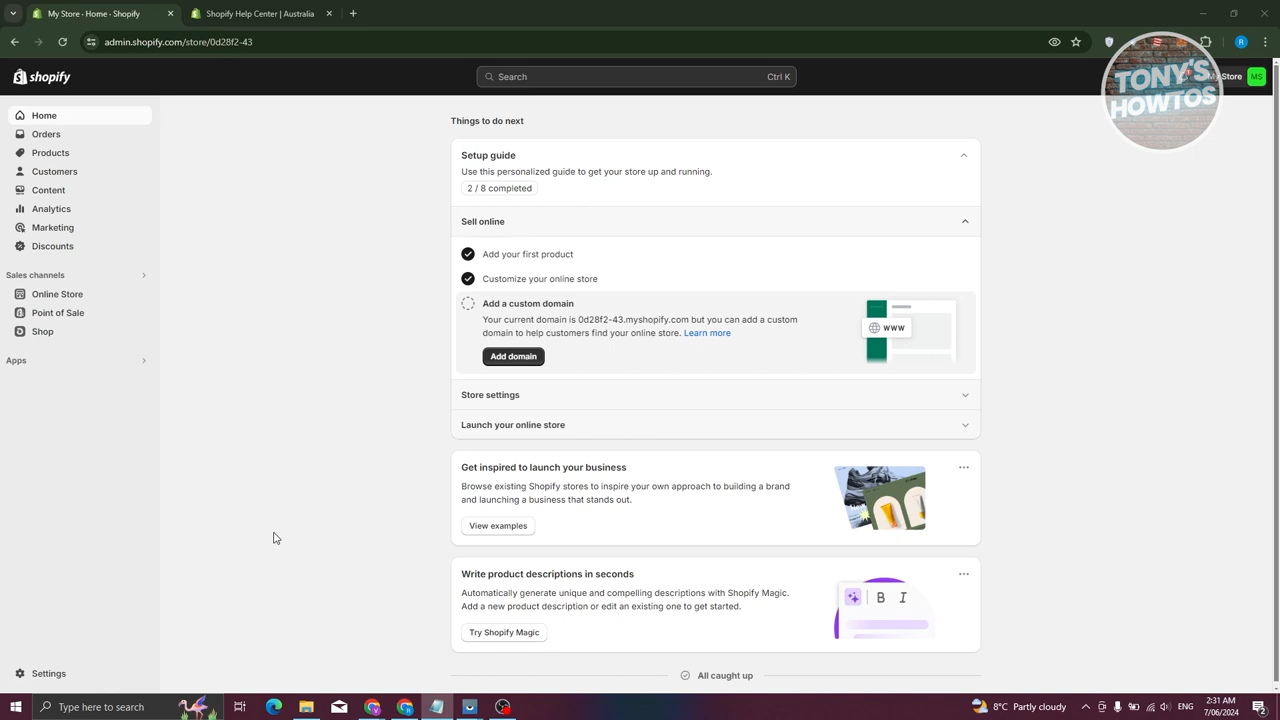 My Store · Home · Shopify
Shopify Help Center | Australia
admin.shopify.com/store/0d28f2-43
R
shopify
Search
Ctrl K
My Store
MS
TONY'S
HOWTOS
Home
Orders
Products
Customers
Content
Analytics
Marketing
Discounts
Sales channels
Online Store
Point of Sale
Shop
Apps
Settings
Things to do next
Setup guide
Use this personalized guide to get your store up and running.
2 / 8 completed
Sell online
Add your first product
Customize your online store
Add a custom domain
Your current domain is 0d28f2-43.myshopify.com but you can add a custom
domain to help customers find your online store. Learn more
Add domain
www
Store settings
Launch your online store
Get inspired to launch your business
Browse existing Shopify stores to inspire your own approach to building a brand
and launching a business that stands out.
View examples
Write product descriptions in seconds
Automatically generate unique and compelling descriptions with Shopify Magic.
Add a new product description or edit an existing one to get started.
Try Shopify Magic
B I
All caught up
Type here to search
8°C Partly cloudy
2:31 AM
7/06/2024
2